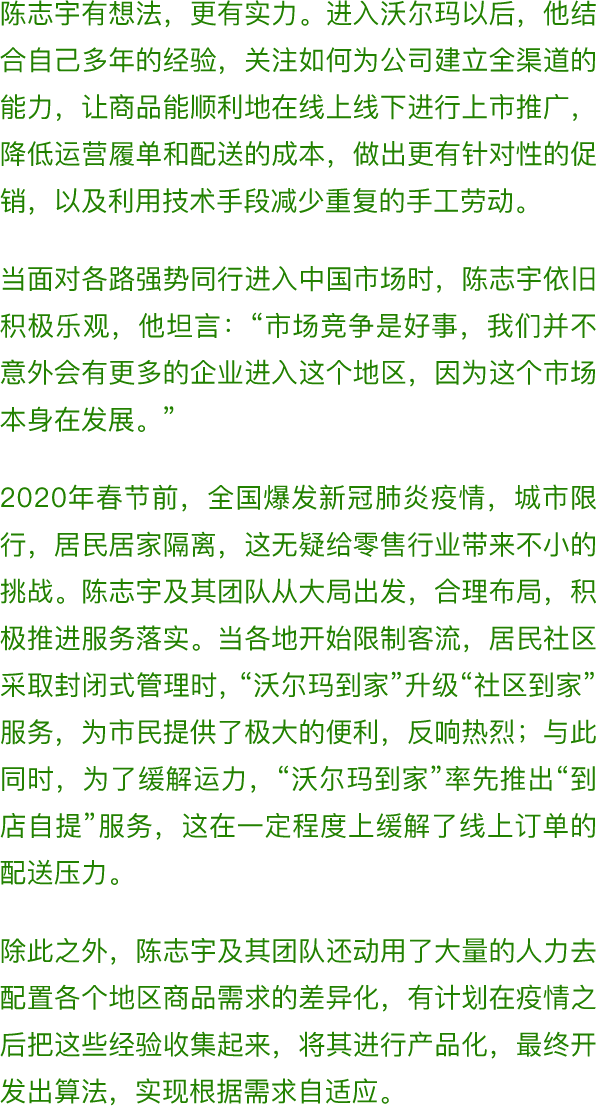 陈志宇有想法，更有实力。进入沃尔玛以后，他结
合自己多年的经验，关注如何为公司建立全渠道的
能力，让商品能顺利地在线上线下进行上市推广，
降低运营履单和配送的成本，做出更有针对性的促
销，以及利用技术手段减少重复的手工劳动。
当面对各路强势同行进入中国市场时，陈志宇依旧
积极乐观，他坦言：“市场竞争是好事，我们并不
意外会有更多的企业进入这个地区，因为这个市场
本身在发展。”
2020年春节前，全国爆发新冠肺炎疫情，城市限
行，居民居家隔离，这无疑给零售行业带来不小的
挑战。陈志宇及其团队从大局出发，合理布局，积
极推进服务落实。当各地开始限制客流，居民社区
采取封闭式管理时，“沃尔玛到家”升级“社区到家”
服务，为市民提供了极大的便利，反响热烈；与此
同时，为了缓解运力，“沃尔玛到家”率先推出“到
店自提”服务，这在一定程度上缓解了线上订单的
配送压力。
除此之外，陈志宇及其团队还动用了大量的人力去
配置各个地区商品需求的差异化，有计划在疫情之
后把这些经验收集起来，将其进行产品化，最终开
发出算法，实现根据需求自适应。